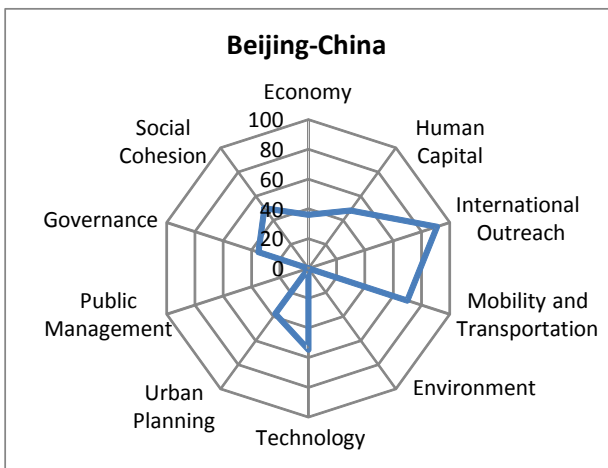 Beijing-China
Economy
Human
Capital
International
Outreach
Mobility and
Transportation
Environment
Technology
Urban
Planning
Public
Management
Governance
Social
Cohesion
100
80
60
40
20
0